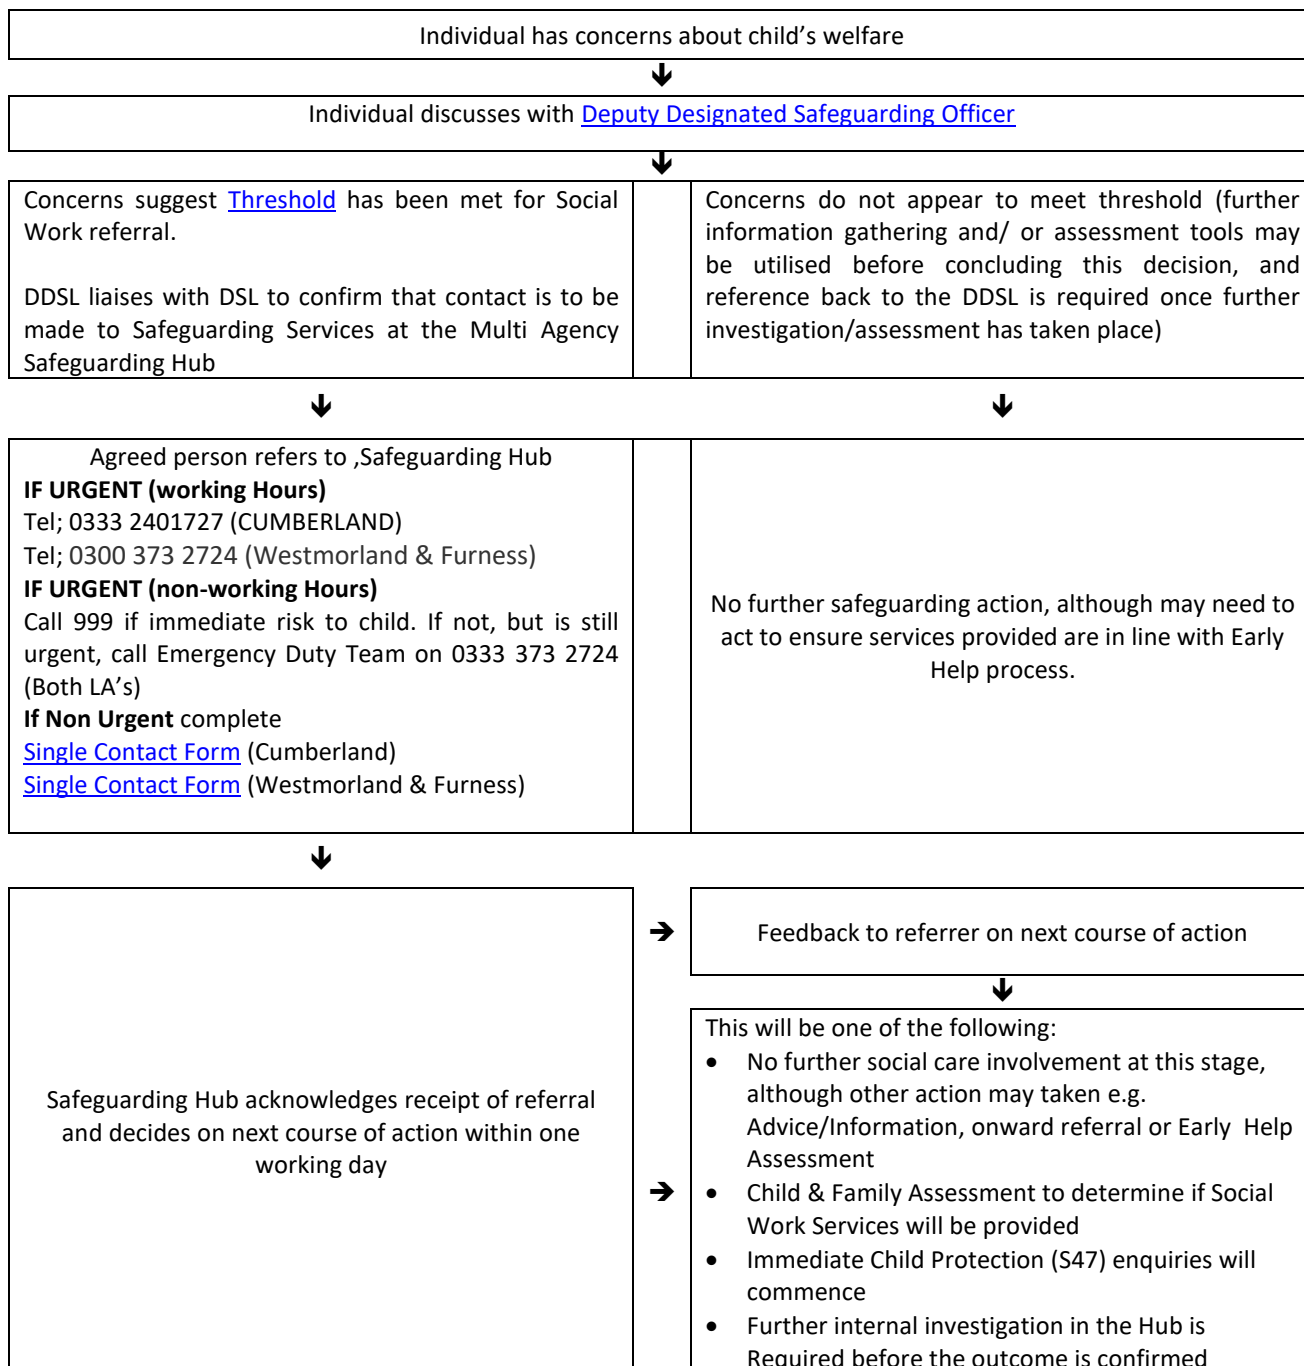 Individual has concerns about child’s welfare
Individual discusses with Deputy Designated Safeguarding Officer
Concerns suggest Threshold has been met for Social
Work referral.
DDSL liaises with DSL to confirm that contact is to be
made to Safeguarding Services at the Multi Agency
Safeguarding Hub
Concerns do not appear to meet threshold (further
information gathering and/ or assessment tools may
be utilised before concluding this decision, and
reference back to the DDSL is required once further
investigation/assessment has taken place)
Agreed person refers to ,Safeguarding Hub
IF URGENT (working Hours)
Tel; 0333 2401727 (CUMBERLAND)
Tel; 0300 373 2724 (Westmorland & Furness)
IF URGENT (non-working Hours)
Call 999 if immediate risk to child. If not, but is still
urgent, call Emergency Duty Team on 0333 373 2724
(Both LA’s)
If Non Urgent complete
Single Contact Form (Cumberland)
Single Contact Form (Westmorland & Furness)
No further safeguarding action, although may need to
act to ensure services provided are in line with Early
Help process.
Safeguarding Hub acknowledges receipt of referral
and decides on next course of action within one
working day
Feedback to referrer on next course of action
This will be one of the following:
• No further social care involvement at this stage,
although other action may taken e.g.
Advice/Information, onward referral or Early Help
Assessment
• Child & Family Assessment to determine if Social
Work Services will be provided
• Immediate Child Protection (S47) enquiries will
commence
• Further internal investigation in the Hub is
Required before the outcome is confirmed